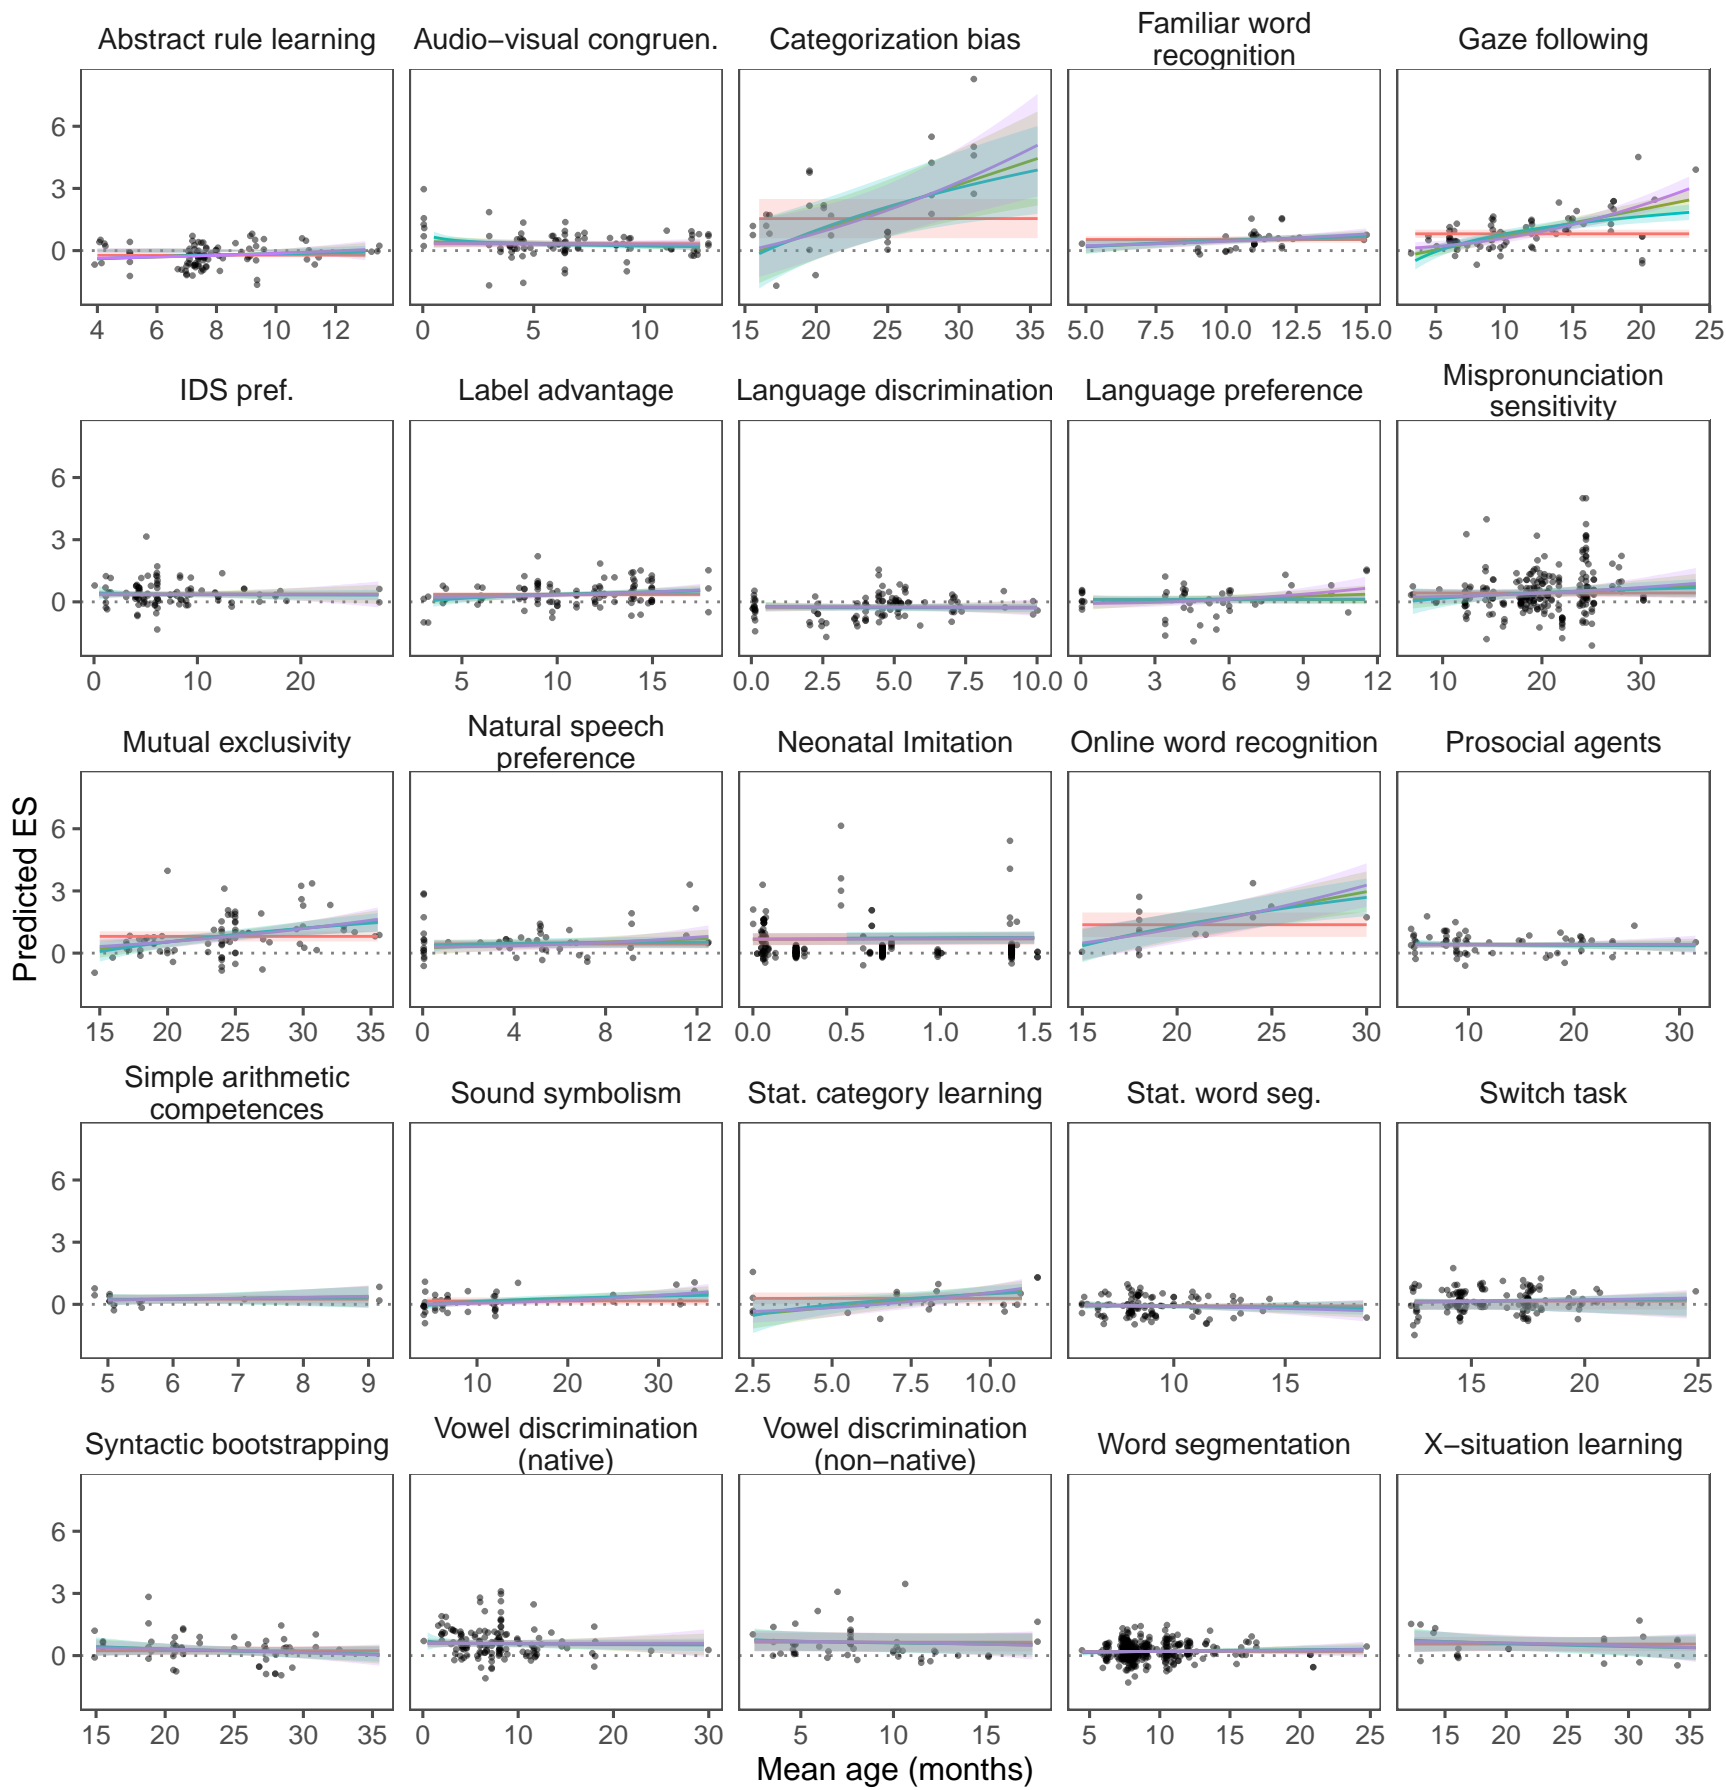 Abstract rule learning
Audio−visual congruen.
Categorization bias
Familiar word
recognition
Gaze following
6
3
0
4 6 8 10 12
0 5 10
15 20 25 30 35
5.0 7.5 10.0 12.5 15.0
5 10 15 20 25
IDS pref.
Label advantage
Language discrimination
Language preference
Mispronunciation
sensitivity
6
3
0
0 10 20
5 10 15
0.0 2.5 5.0 7.5 10.0
0 3 6 9 12
10 20 30
Mutual exclusivity
Natural speech
preference
Neonatal Imitation
Online word recognition
Prosocial agents
6
3
0
15 20 25 30 35
0 4 8 12
0.0 0.5 1.0 1.5
15 20 25 30
10 20 30
Predicted ES
Simple arithmetic
competences
Sound symbolism
Stat. category learning
Stat. word seg.
Switch task
6
3
0
5 6 7 8 9
10 20 30
2.5 5.0 7.5 10.0
10 15
15 20 25
Syntactic bootstrapping
Vowel discrimination
(native)
Vowel discrimination
(non−native)
Word segmentation
X−situation learning
6
3
0
15 20 25 30 35
0 10 20 30
5 10 15
5 10 15 20 25
15 20 25 30 35
Mean age (months)